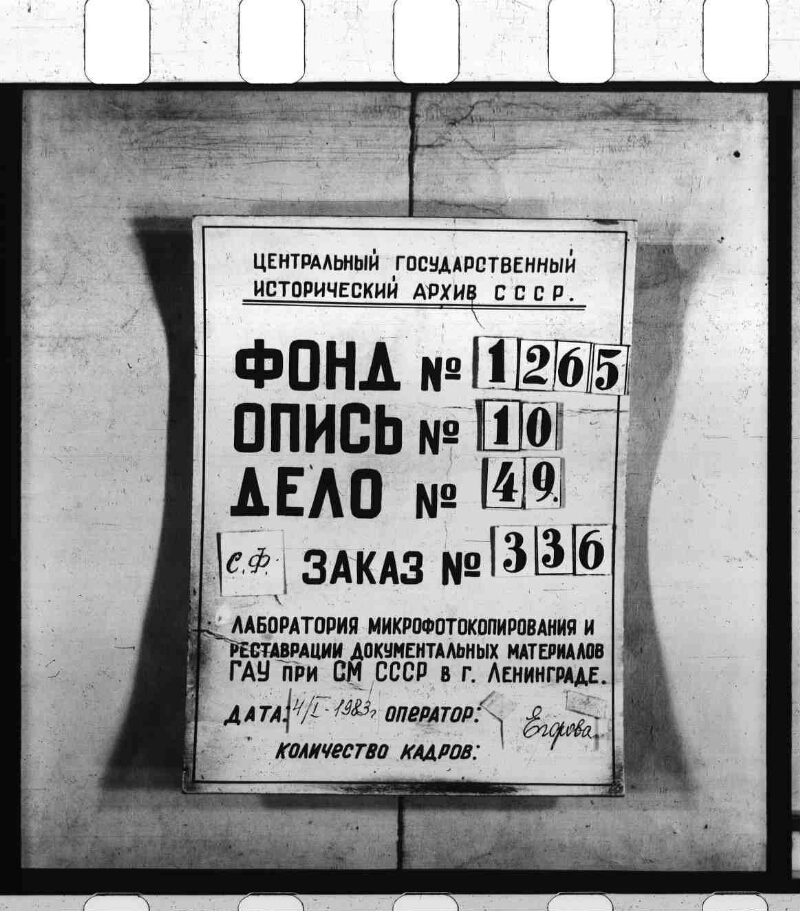 ЦЕНТРАЛЬНЫЙ ГОСУДАРСТВЕННЫЙ
ИСТОРИЧЕСКИЙ АРХИВ СССР.
ФОНД № 1265
ОПИСЬ № 10
ДЕЛО № 49.
С.Ф. ЗАКАЗ № 336
ЛАБОРАТОРИЯ МИКРОФОТОКОПИРОВАНИЯ И
РЕСТАВРАЦИИ ДОКУМЕНТАЛЬНЫХ МАТЕРИАЛОВ
ГАУ ПРИ СМ СССР В Г. ЛЕНИНГРАДЕ.
ДАТА: 4/I-1983г ОПЕРАТОР: Егорова
КОЛИЧЕСТВО КАДРОВ: